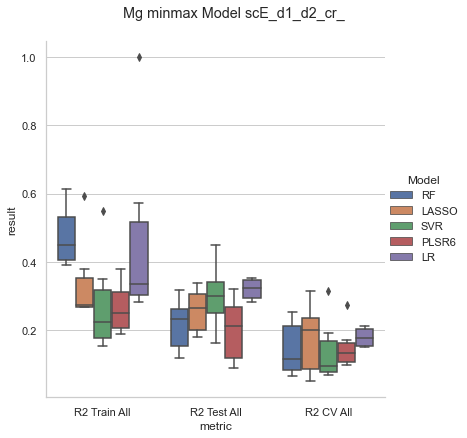 Mg minmax Model scE_d1_d2_cr_
1.0
0.8
0.6
0.4
0.2
result
R2 Train All
R2 Test All
R2 CV All
metric
Model
RF
LASSO
SVR
PLSR6
LR